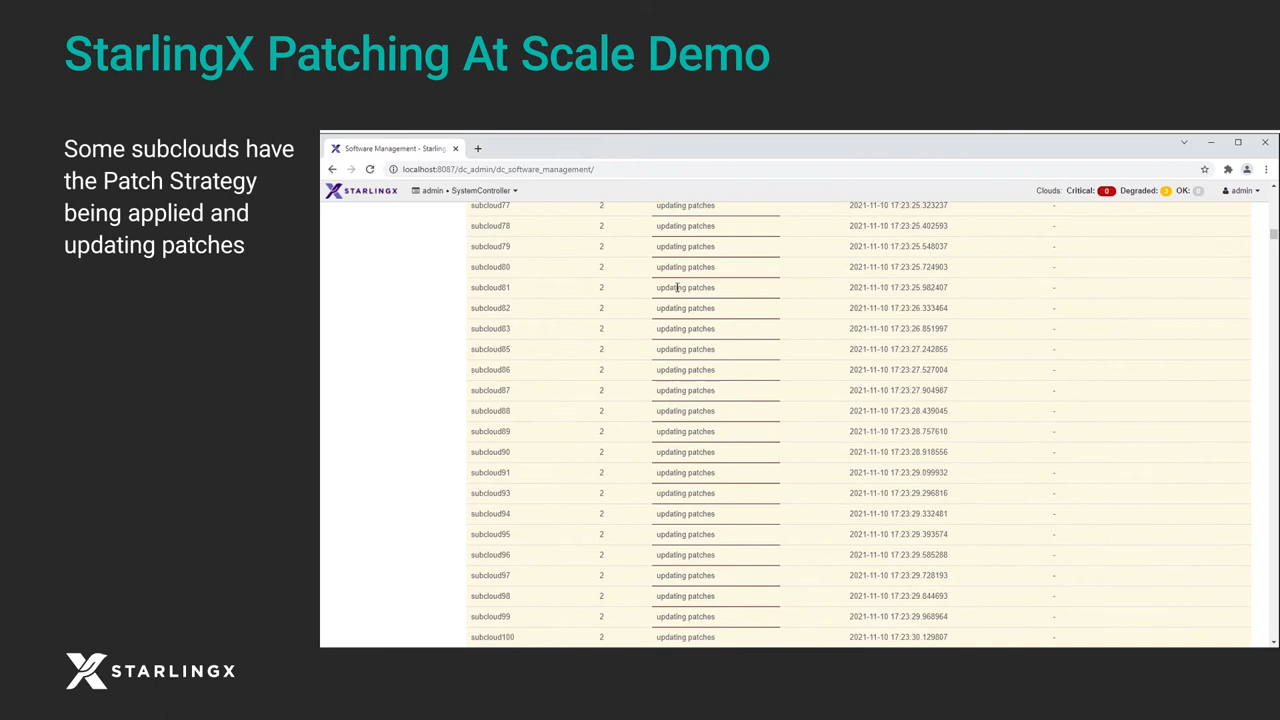 StarlingX Patching At Scale Demo
Some subclouds have
the Patch Strategy
being applied and
updating patches
Software Management - Starling
localhost:8087/dc_admin/dc_software_management/
STARLINGX admin • SystemController Clouds: Critical: 0 Degraded: 3 OK: 0 admin
subcloud77 2 updating patches 2021-11-10 17:23:25.323237 -
subcloud78 2 updating patches 2021-11-10 17:23:25.402593 -
subcloud79 2 updating patches 2021-11-10 17:23:25.548037 -
subcloud80 2 updating patches 2021-11-10 17:23:25.724903 -
subcloud81 2 updating patches 2021-11-10 17:23:25.982407 -
subcloud82 2 updating patches 2021-11-10 17:23:26.333464 -
subcloud83 2 updating patches 2021-11-10 17:23:26.851997 -
subcloud85 2 updating patches 2021-11-10 17:23:27.242855 -
subcloud86 2 updating patches 2021-11-10 17:23:27.527004 -
subcloud87 2 updating patches 2021-11-10 17:23:27.904987 -
subcloud88 2 updating patches 2021-11-10 17:23:28.439045 -
subcloud89 2 updating patches 2021-11-10 17:23:28.757610 -
subcloud90 2 updating patches 2021-11-10 17:23:28.918556 -
subcloud91 2 updating patches 2021-11-10 17:23:29.099932 -
subcloud93 2 updating patches 2021-11-10 17:23:29.296816 -
subcloud94 2 updating patches 2021-11-10 17:23:29.332481 -
subcloud95 2 updating patches 2021-11-10 17:23:29.393574 -
subcloud96 2 updating patches 2021-11-10 17:23:29.585288 -
subcloud97 2 updating patches 2021-11-10 17:23:29.728193 -
subcloud98 2 updating patches 2021-11-10 17:23:29.844693 -
subcloud99 2 updating patches 2021-11-10 17:23:29.968964 -
subcloud100 2 updating patches 2021-11-10 17:23:30.129807 -
STARLINGX